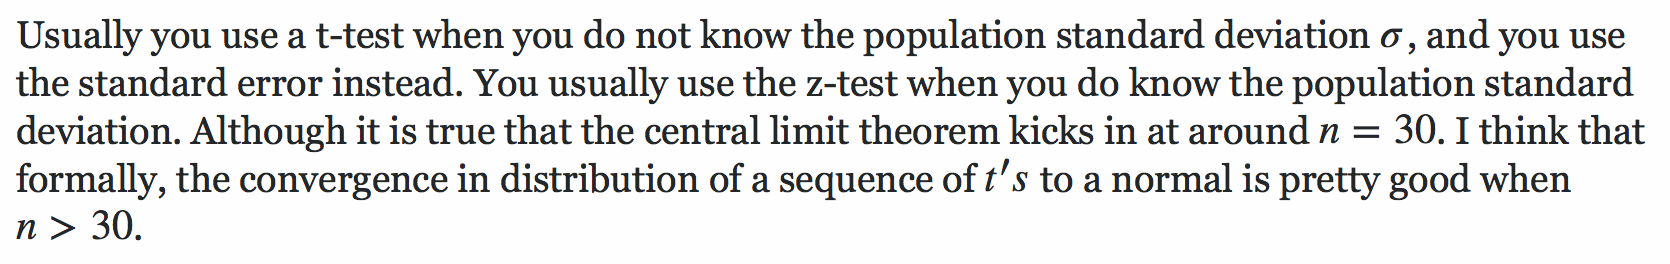 Usually you use a t-test when you do not know the population standard deviation σ, and you use
the standard error instead. You usually use the z-test when you do know the population standard
deviation. Although it is true that the central limit theorem kicks in at around n = 30. I think that
formally, the convergence in distribution of a sequence of t's to a normal is pretty good when
n > 30.